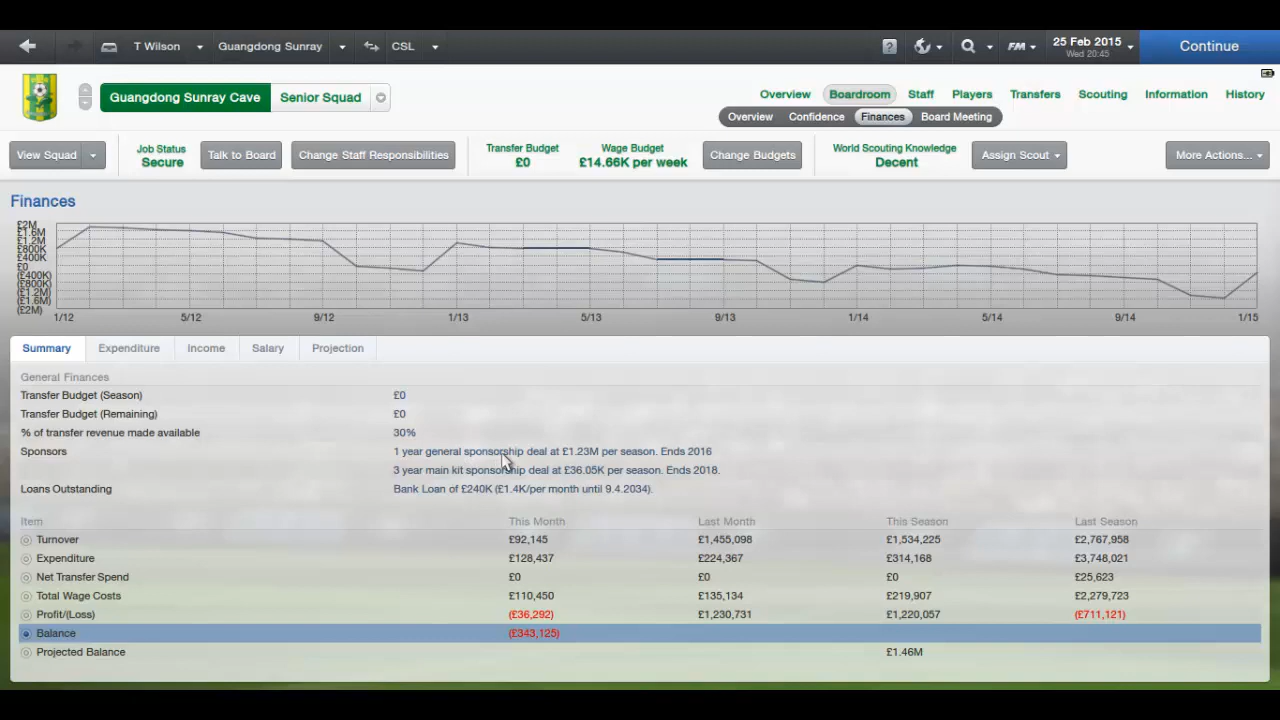 T Wilson Guangdong Sunray CSL ? FM 25 Feb 2015 Continue
Wed 20:45
Guangdong Sunray Cave Senior Squad Overview Boardroom Staff Players Transfers Scouting Information History
Overview Confidence Finances Board Meeting
View Squad Job Status Talk to Board Change Staff Responsibilities Transfer Budget Wage Budget Change Budgets World Scouting Knowledge Assign Scout More Actions...
Secure £0 £14.66K per week Decent
Finances
£2M
£1.6M
£1.2M
£800K
£400K
£0
(£400K)
(£800K)
(£1.2M)
(£1.6M)
(£2M)
1/12 5/12 9/12 1/13 5/13 9/13 1/14 5/14 9/14 1/15
Summary Expenditure Income Salary Projection
General Finances
Transfer Budget (Season) £0
Transfer Budget (Remaining) £0
% of transfer revenue made available 30%
Sponsors 1 year general sponsorship deal at £1.23M per season. Ends 2016
3 year main kit sponsorship deal at £36.05K per season. Ends 2018.
Loans Outstanding Bank Loan of £240K (£1.4K/per month until 9.4.2034).
Item This Month Last Month This Season Last Season
Turnover £92,145 £1,455,098 £1,534,225 £2,767,958
Expenditure £128,437 £224,367 £314,168 £3,748,021
Net Transfer Spend £0 £0 £0 £25,623
Total Wage Costs £110,450 £135,134 £219,907 £2,279,723
Profit/(Loss) (£36,292) £1,230,731 £1,220,057 (£711,121)
Balance (£343,125)
Projected Balance £1.46M